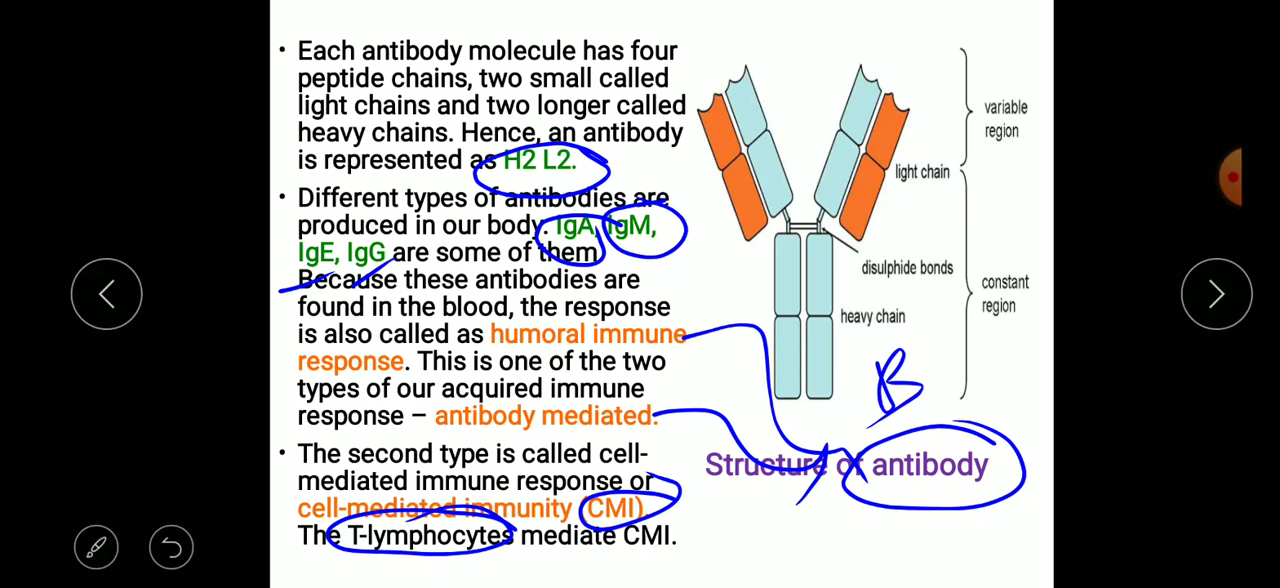 • Each antibody molecule has four
peptide chains, two small called
light chains and two longer called
heavy chains. Hence, an antibody
is represented as H2 L2.
• Different types of antibodies are
produced in our body. IgA, IgM,
IgE, IgG are some of them.
Because these antibodies are
found in the blood, the response
is also called as humoral immune
response. This is one of the two
types of our acquired immune
response – antibody mediated.
• The second type is called cell-
mediated immune response or
cell-mediated immunity (CMI).
The T-lymphocytes mediate CMI.
variable
region
light chain
disulphide bonds
constant
region
heavy chain
B
Structure of antibody